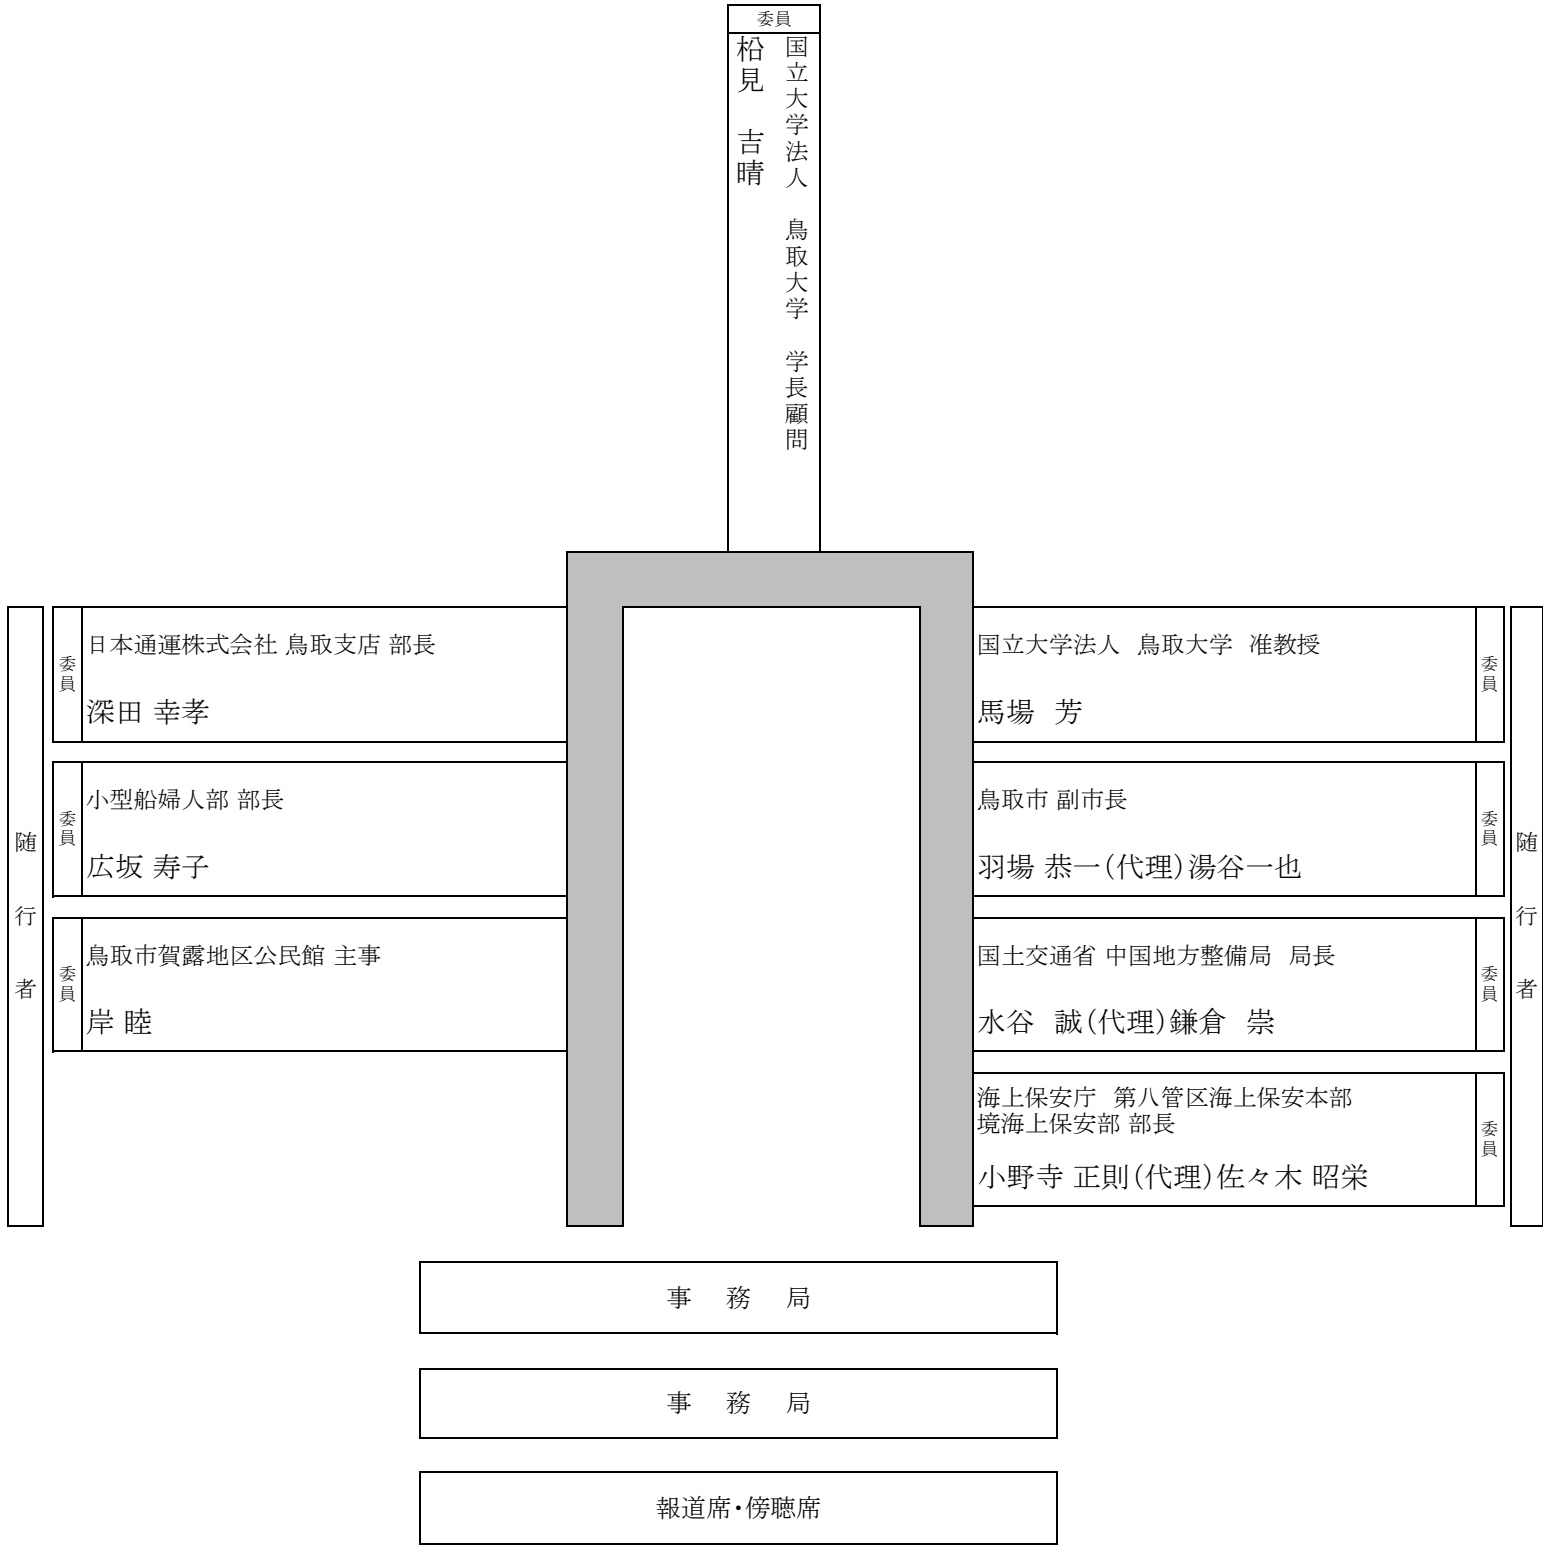 委員
国立大学法人　鳥取大学　学長顧問
松見　吉晴
随行者
委員
日本通運株式会社 鳥取支店 部長
深田 幸孝
委員
小型船婦人部 部長
広坂 寿子
委員
鳥取市賀露地区公民館 主事
岸 睦
国立大学法人 鳥取大学 准教授
馬場 芳
委員
鳥取市 副市長
羽場 恭一(代理)湯谷一也
委員
国土交通省 中国地方整備局 局長
水谷 誠(代理)鎌倉 崇
委員
海上保安庁 第八管区海上保安本部
境海上保安部 部長
小野寺 正則(代理)佐々木 昭栄
委員
随行者
事 務 局
事 務 局
報道席・傍聴席